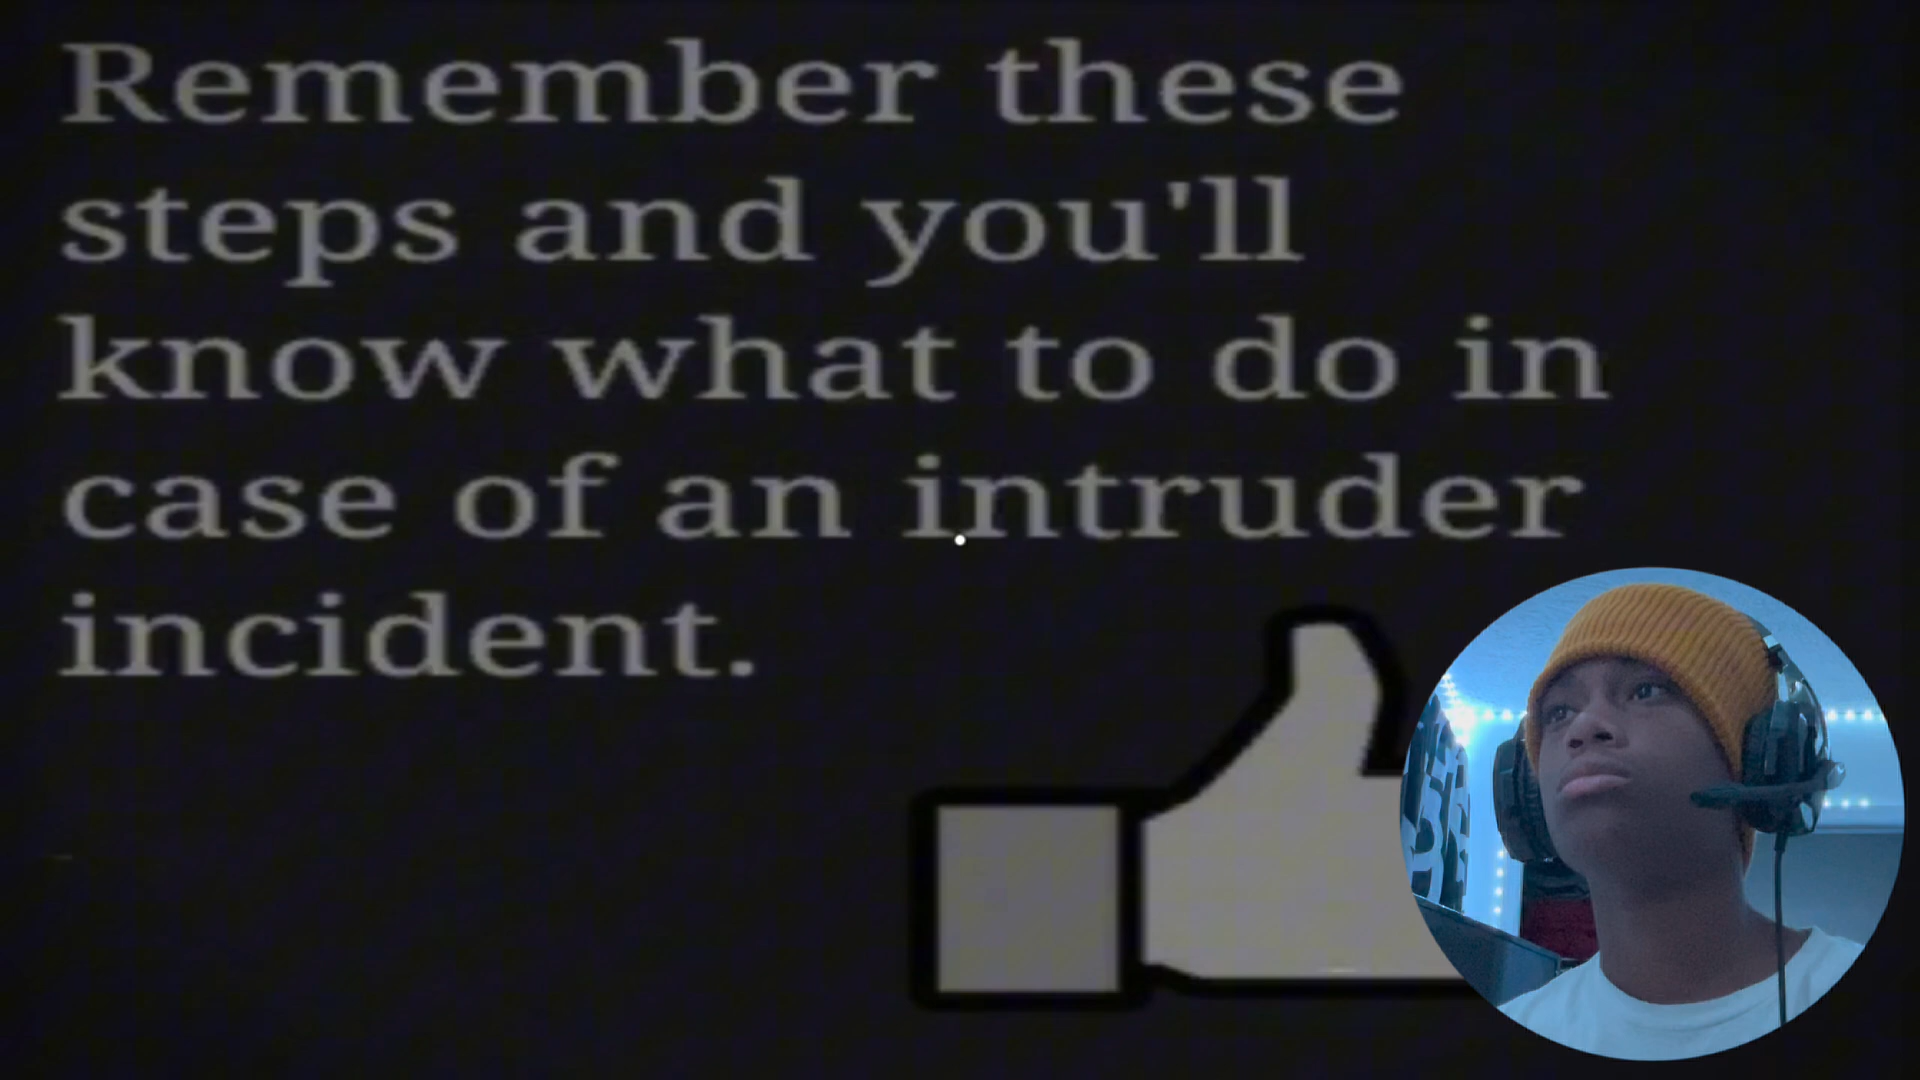 Remember these
steps and you'll
know what to do in
case of an intruder
incident.